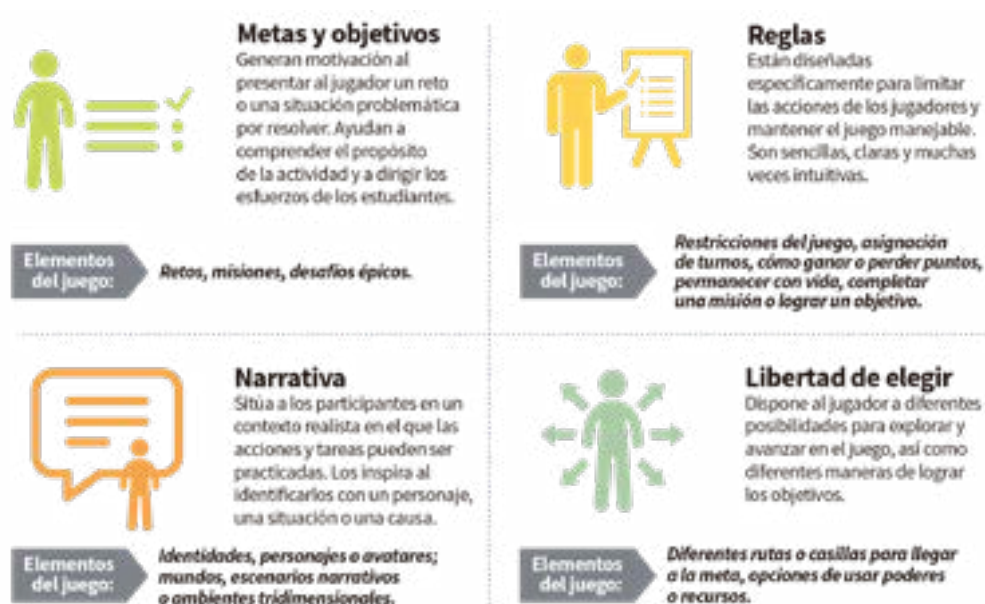 Metas y objetivos
Generan motivación al
presentar al jugador un reto
o una situación problemática
por resolver. Ayudan a
comprender el propósito
de la actividad y a dirigir los
esfuerzos de los estudiantes.
Elementos
del juego:
Retos, misiones, desafíos épicos.
Reglas
Están diseñadas
específicamente para limitar
las acciones de los jugadores y
mantener el juego manejable.
Son sencillas, claras y muchas
veces intuitivas.
Elementos
del juego:
Restricciones del juego, asignación
de turnos, cómo ganar o perder puntos,
permanecer con vida, completar
una misión o lograr un objetivo.
Narrativa
Sitúa a los participantes en un
contexto realista en el que las
acciones y tareas pueden ser
practicadas. Los inspira al
identificarlos con un personaje,
una situación o una causa.
Elementos
del juego:
Identidades, personajes o avatares;
mundos, escenarios narrativos
o ambientes tridimensionales.
Libertad de elegir
Dispone al jugador a diferentes
posibilidades para explorar y
avanzar en el juego, así como
diferentes maneras de lograr
los objetivos.
Elementos
del juego:
Diferentes rutas o casillas para llegar
a la meta, opciones de usar poderes
o recursos.